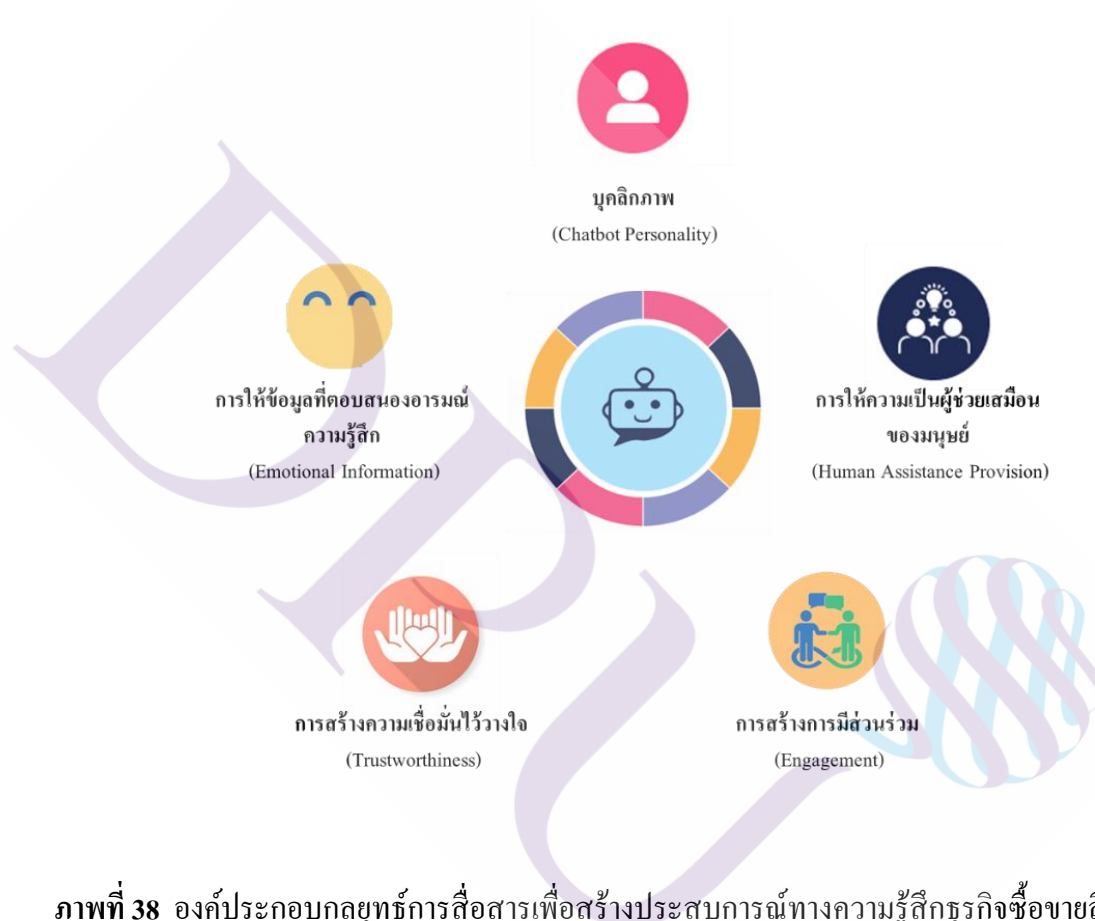 บุคลิกภาพ
(Chatbot Personality)
การให้ข้อมูลที่ตอบสนองอารมณ์
ความรู้สึก
(Emotional Information)
การให้ความเป็นผู้ช่วยเสมือน
ของมนุษย์
(Human Assistance Provision)
การสร้างความเชื่อมั่นไว้วางใจ
(Trustworthiness)
การสร้างการมีส่วนร่วม
(Engagement)
DPU
ภาพที่ 38 องค์ประกอบกลยุทธ์การสื่อสารเพื่อสร้างประสบการณ์ทางความรู้สึกธุรกิจซื้อขาย